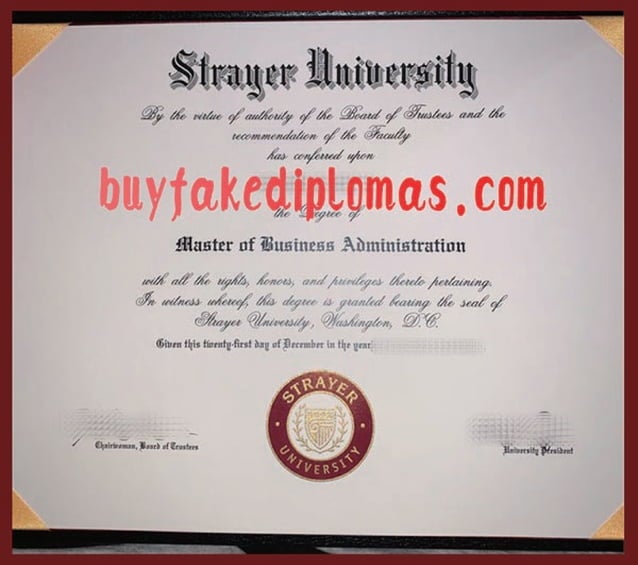 Strayer University
By the virtue of authority of the Board of Trustees and the
recommendation of the Faculty
has conferred upon
buyfakediplomas.com
the Degree of
Master of Business Administration
with all the rights, honors, and privileges thereto pertaining.
In witness whereof, this degree is granted bearing the seal of
Strayer University, Washington, D.C.
Given this twenty-first day of December in the year
STRAYER
UNIVERSITY
Chairwoman, Board of Trustees
University President